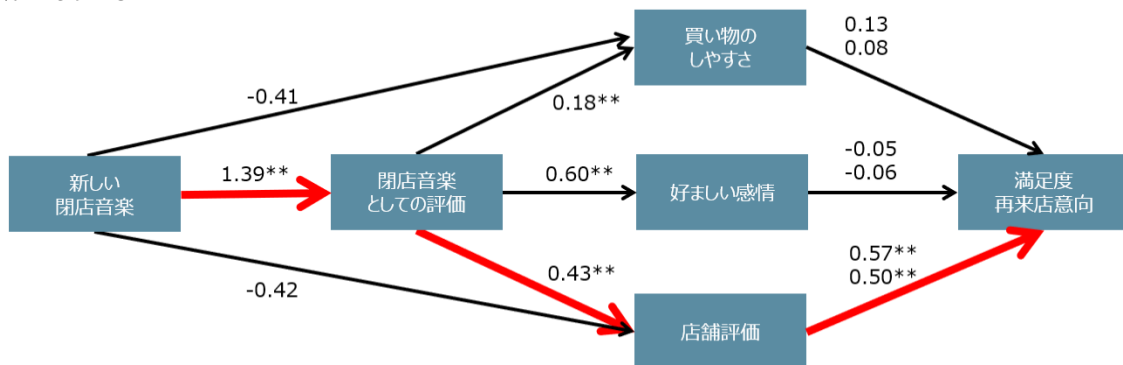 買い物の
しやすさ
0.13
0.08
-0.41
0.18**
新しい
閉店音楽
1.39**
閉店音楽
としての評価
0.60**
好ましい感情
-0.05
-0.06
満足度
再来店意向
-0.42
0.43**
0.57**
0.50**
店舗評価